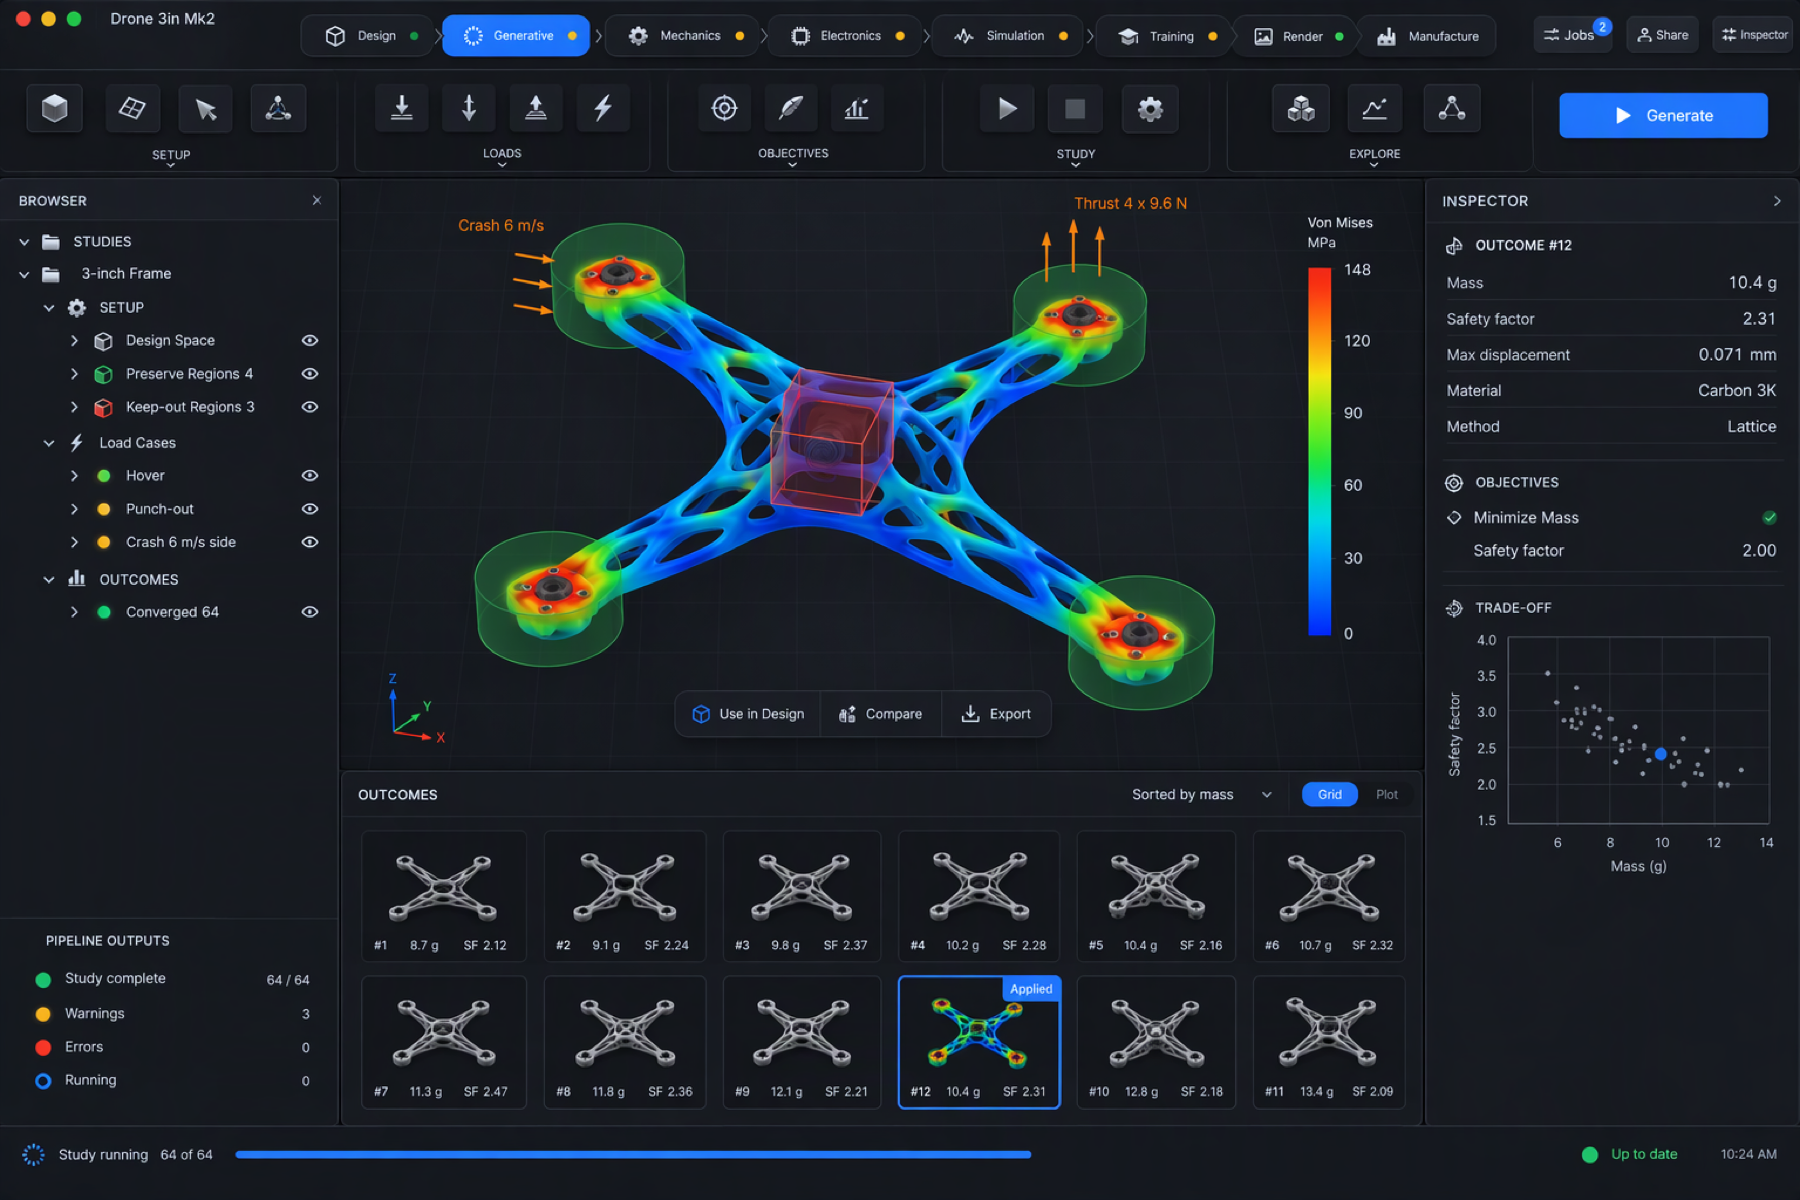 Drone 3in Mk2
Design
Generative
Mechanics
Electronics
Simulation
Training
Render
Manufacture
Jobs
2
Share
Inspector
SETUP
LOADS
OBJECTIVES
STUDY
EXPLORE
Generate
BROWSER
STUDIES
3-inch Frame
SETUP
Design Space
Preserve Regions 4
Keep-out Regions 3
Load Cases
Hover
Punch-out
Crash 6 m/s side
OUTCOMES
Converged 64
PIPELINE OUTPUTS
Study complete 64 / 64
Warnings 3
Errors 0
Running 0
Crash 6 m/s
Thrust 4 x 9.6 N
Von Mises
MPa
148
120
90
60
30
0
Z
Y
X
Use in Design
Compare
Export
OUTCOMES
Sorted by mass
Grid
Plot
#1 8.7 g SF 2.12
#2 9.1 g SF 2.24
#3 9.8 g SF 2.37
#4 10.2 g SF 2.28
#5 10.4 g SF 2.16
#6 10.7 g SF 2.32
Applied
#7 11.3 g SF 2.47
#8 11.8 g SF 2.36
#9 12.1 g SF 2.21
#12 10.4 g SF 2.31
#10 12.8 g SF 2.18
#11 13.4 g SF 2.09
INSPECTOR
OUTCOME #12
Mass 10.4 g
Safety factor 2.31
Max displacement 0.071 mm
Material Carbon 3K
Method Lattice
OBJECTIVES
Minimize Mass
Safety factor 2.00
TRADE-OFF
Safety factor
4.0
3.5
3.0
2.5
2.0
1.5
6 8 10 12 14
Mass (g)
Study running 64 of 64
Up to date
10:24 AM